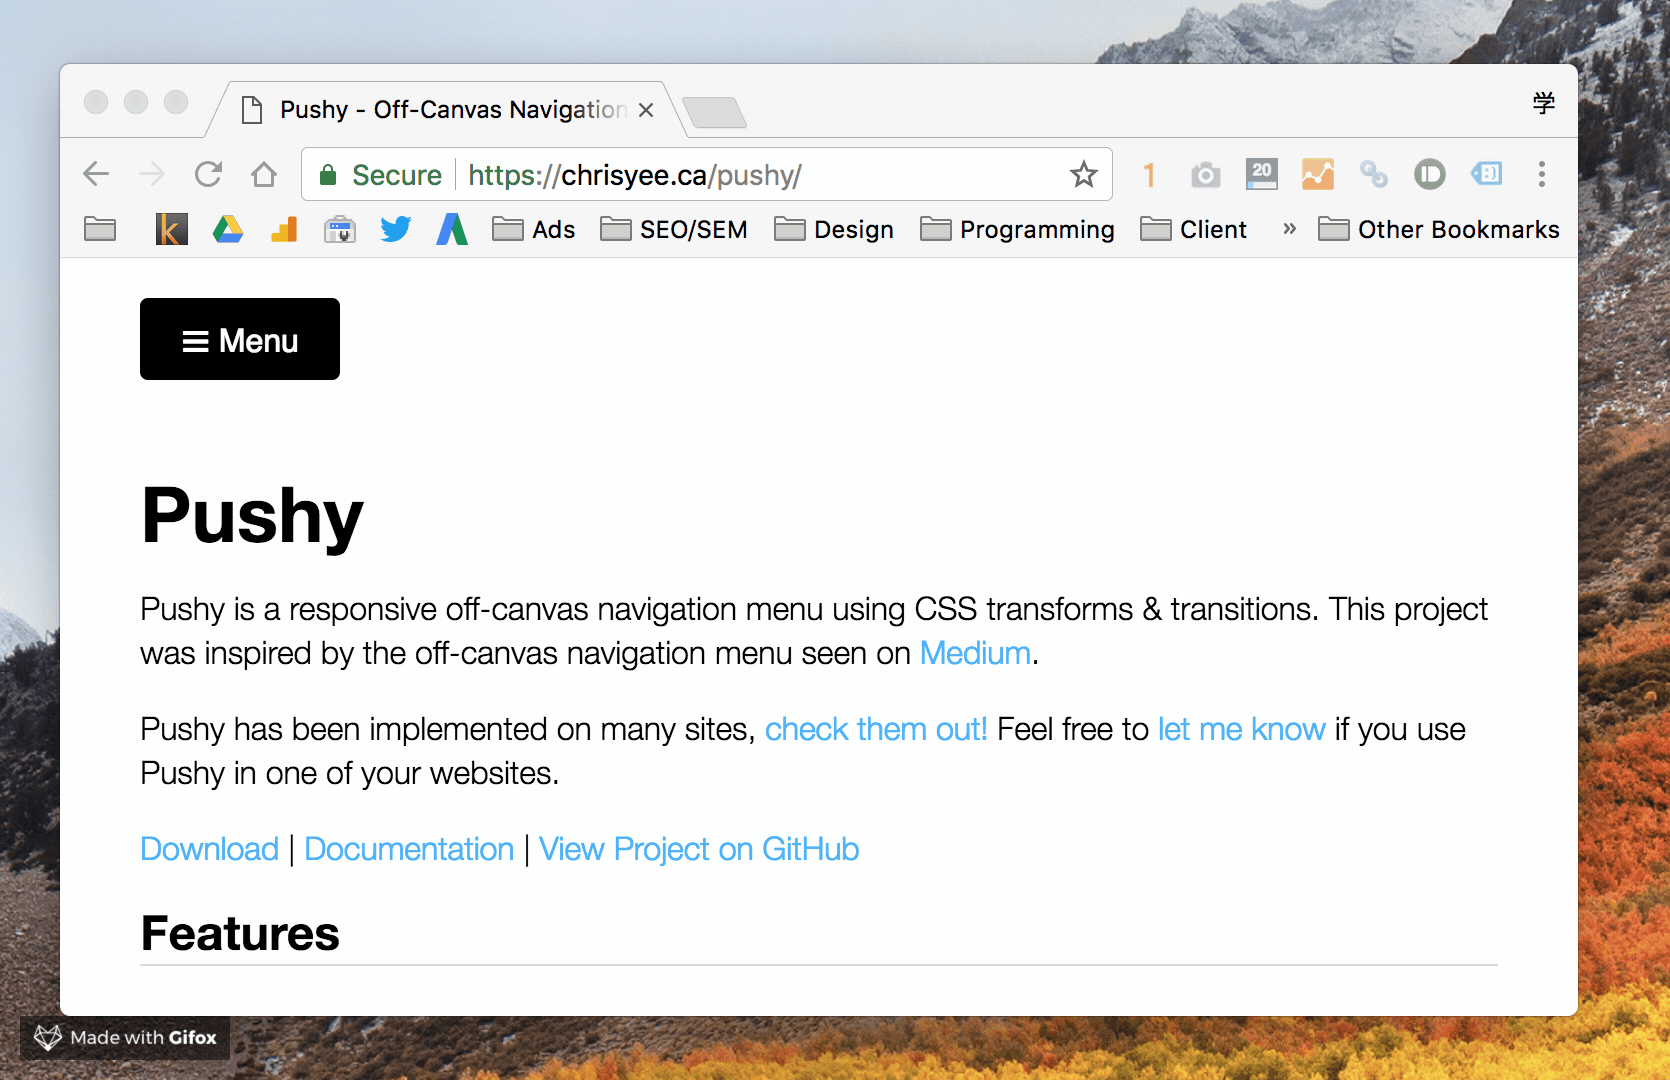 Pushy - Off-Canvas Navigation
学
Secure https://chrisyee.ca/pushy/
1
20
k Ads SEO/SEM Design Programming Client » Other Bookmarks
Menu
Pushy
Pushy is a responsive off-canvas navigation menu using CSS transforms & transitions. This project
was inspired by the off-canvas navigation menu seen on Medium.
Pushy has been implemented on many sites, check them out! Feel free to let me know if you use
Pushy in one of your websites.
Download | Documentation | View Project on GitHub
Features
Made with Gifox